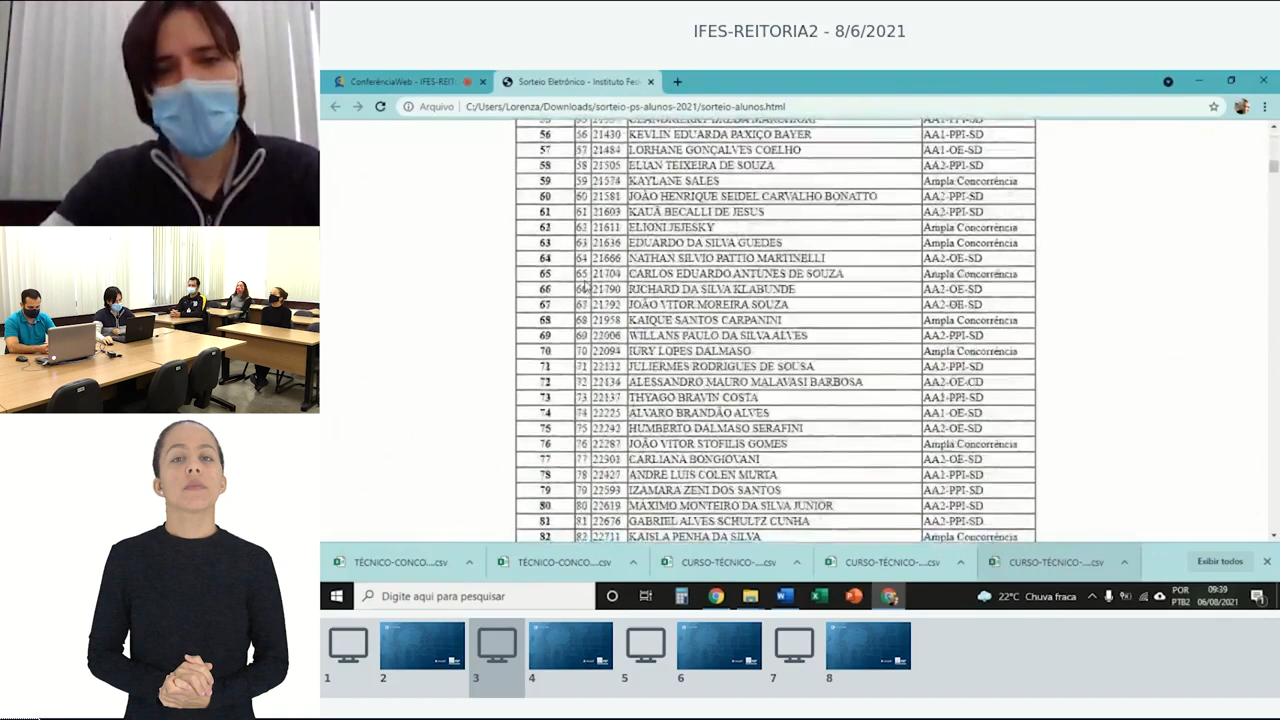 IFES-REITORIA2 - 8/6/2021
ConferênciaWeb - IFES-REIT
Sorteio Eletrônico - Instituto Fed
Arquivo | C:/Users/Lorenza/Downloads/sorteio-ps-alunos-2021/sorteio-alunos.html
56 56 21430 KEVLIN EDUARDA PAXIÇO BAYER AA1-PPI-SD
57 57 21484 LORHANE GONÇALVES COELHO AA1-OE-SD
58 58 21505 ELIAN TEIXEIRA DE SOUZA AA2-PPI-SD
59 59 21574 KAYLANE SALES Ampla Concorrência
60 60 21581 JOÃO HENRIQUE SEIDEL CARVALHO BONATTO AA2-PPI-SD
61 61 21603 KAUÃ BECALLI DE JESUS AA2-PPI-SD
62 62 21611 ELIONI JEJESKY Ampla Concorrência
63 63 21636 EDUARDO DA SILVA GUEDES Ampla Concorrência
64 64 21666 NATHAN SILVIO PATTIO MARTINELLI AA2-OE-SD
65 65 21704 CARLOS EDUARDO ANTUNES DE SOUZA Ampla Concorrência
66 21790 RICHARD DA SILVA KLABUNDE AA2-OE-SD
67 67 21792 JOÃO VITOR MOREIRA SOUZA AA2-OE-SD
68 68 21958 KAIQUE SANTOS CARPANINI Ampla Concorrência
69 69 22006 WILLANS PAULO DA SILVA ALVES AA2-PPI-SD
70 70 22094 IURY LOPES DALMASO Ampla Concorrência
71 71 22132 JULIERMES RODRIGUES DE SOUSA AA2-PPI-SD
72 72 22134 ALESSANDRO MAURO MALAVASI BARBOSA AA2-OE-CD
73 73 22137 THYAGO BRAVIN COSTA AA2-PPI-SD
74 74 22225 ALVARO BRANDÃO ALVES AA1-OE-SD
75 75 22242 HUMBERTO DALMASO SERAFINI AA2-OE-SD
76 76 22287 JOÃO VITOR STOFILIS GOMES Ampla Concorrência
77 77 22301 CARLIANA BONGIOVANI AA2-OE-SD
78 78 22427 ANDRE LUIS COLEN MURTA AA2-PPI-SD
79 79 22593 IZAMARA ZENI DOS SANTOS AA2-PPI-SD
80 80 22619 MAXIMO MONTEIRO DA SILVA JUNIOR AA2-PPI-SD
81 81 22676 GABRIEL ALVES SCHULTZ CUNHA AA2-PPI-SD
82 82 22711 KAISLA PENHA DA SILVA Ampla Concorrência
TÉCNICO-CONCO....csv
TÉCNICO-CONCO....csv
CURSO-TÉCNICO-....csv
CURSO-TÉCNICO-....csv
CURSO-TÉCNICO-....csv
Exibir todos
Digite aqui para pesquisar
22°C Chuva fraca
POR
PTB2
09:39
06/08/2021
1 2 3 4 5 6 7 8